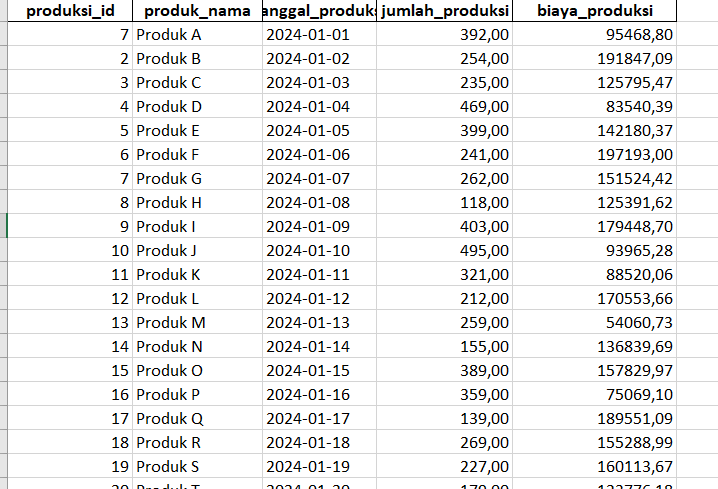 produksi_id produk_nama anggal_produks jumlah_produksi biaya_produksi
7 Produk A 2024-01-01 392,00 95468,80
2 Produk B 2024-01-02 254,00 191847,09
3 Produk C 2024-01-03 235,00 125795,47
4 Produk D 2024-01-04 469,00 83540,39
5 Produk E 2024-01-05 399,00 142180,37
6 Produk F 2024-01-06 241,00 197193,00
7 Produk G 2024-01-07 262,00 151524,42
8 Produk H 2024-01-08 118,00 125391,62
9 Produk I 2024-01-09 403,00 179448,70
10 Produk J 2024-01-10 495,00 93965,28
11 Produk K 2024-01-11 321,00 88520,06
12 Produk L 2024-01-12 212,00 170553,66
13 Produk M 2024-01-13 259,00 54060,73
14 Produk N 2024-01-14 155,00 136839,69
15 Produk O 2024-01-15 389,00 157829,97
16 Produk P 2024-01-16 359,00 75069,10
17 Produk Q 2024-01-17 139,00 189551,09
18 Produk R 2024-01-18 269,00 155288,99
19 Produk S 2024-01-19 227,00 160113,67